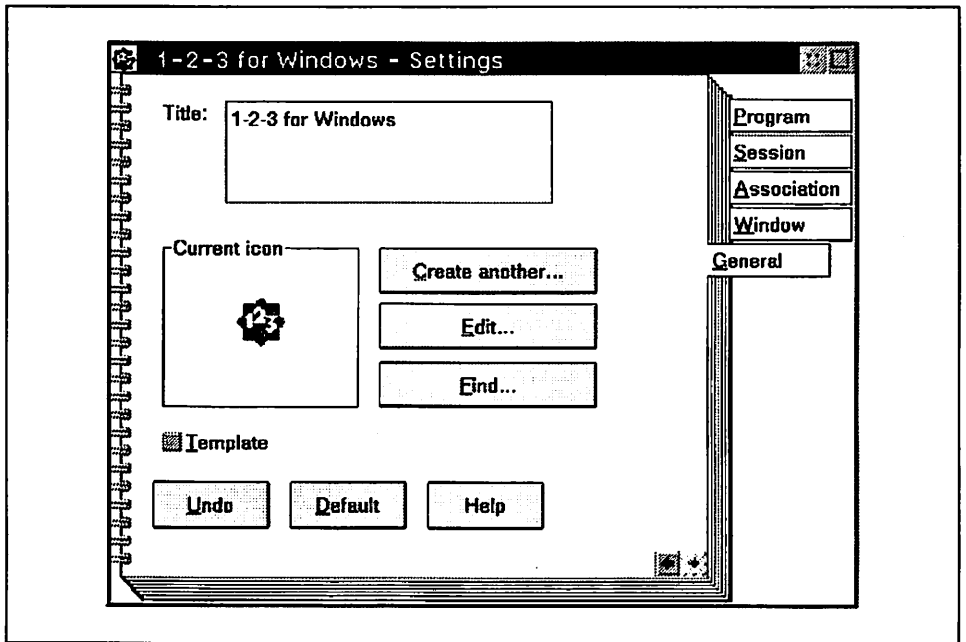 1-2-3 for Windows - Settings
Title:
1-2-3 for Windows
Program
Session
Association
Window
General
Current icon
123
Create another...
Edit...
Find...
Template
Undo
Default
Help